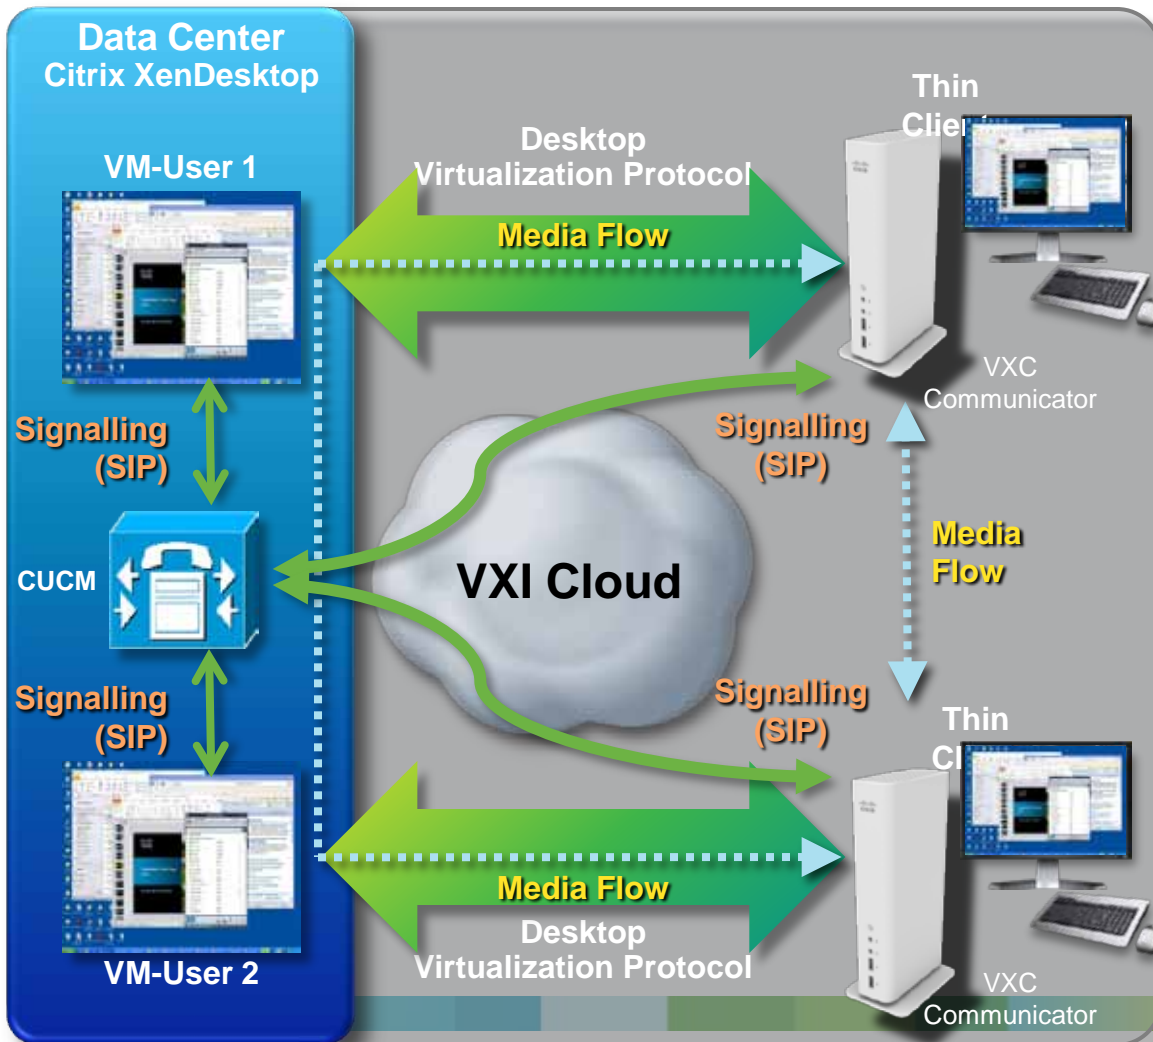 Data Center
Citrix XenDesktop
VM-User 1
Desktop
Virtualization Protocol
Media Flow
Thin
Client
VXC
Communicator
Signalling
(SIP)
Signalling
(SIP)
CUCM
VXI Cloud
Media
Flow
Signalling
(SIP)
Signalling
(SIP)
Thin
Media Flow
Desktop
Virtualization Protocol
VM-User 2
VXC
Communicator